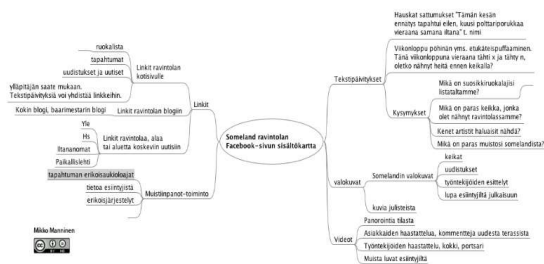 ruokalista
tapahtumat
uudistukset ja uutiset
Linkit ravintolan
kotisivulle
ylläpitäjän saate mukaan.
Tekstipäivityksiä voi yhdistää linkkeihin.
Kokin blogi, baarimestarin blogi
Linkit ravintolan blogiin
Linkit
Yle
Hs
Iltanonomat
Paikallislehti
Linkit ravintolaa, alaa
tai aluetta koskeviin uutisiin
tapahtuman erikoisaukioloajat
tietoa esiintyjistä
erikoisjärjestelyt
Muistiinpanot-toiminto
Someland ravintolan
Facebook-sivun sisältökartta
Hauskat sattumukset "Tämän kesän
ennätys tapahtui eilen, kuusi polttariporukkaa
vieraana samana iltana" t. nimi
Viikonloppu pöhinän yms. etukäteispuffaaminen.
Tänä viikonloppuna vieraana tähti x ja tähty n,
oletko nähnyt heitä ennen keikalla?
Tekstipäivitykset
Kysymykset
Mikä on suosikkiruokalajisi
listaltaltamme?
Mikä on paras keikka, jonka
olet nähnyt ravintolassamme?
Kenet artistit haluaisit nähdä?
Mikä on paras muistosi somelandista?
valokuvat
Somelandin valokuvat
keikat
uudistukset
työntekijöiden esittelyt
lupa esiintyjiltä julkaisuun
kuvia julisteista
Videot
Panorointia tilasta
Asiakkaiden haastattelua, kommentteja uudesta terassista
Työntekijöiden haastattelu, kokki, portsari
Muista luvat esiintyjiltä
Mikko Manninen